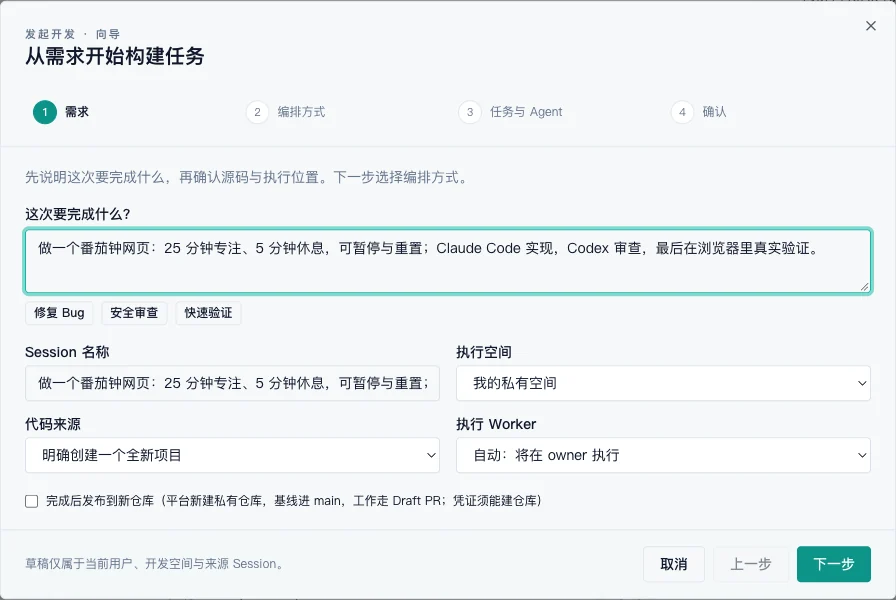 发起开发 · 向导
从需求开始构建任务
1 需求
2 编排方式
3 任务与 Agent
4 确认
先说明这次要完成什么，再确认源码与执行位置。下一步选择编排方式。
这次要完成什么？
做一个番茄钟网页：25 分钟专注、5 分钟休息，可暂停与重置；Claude Code 实现，Codex 审查，最后在浏览器里真实验证。
修复 Bug 安全审查 快速验证
Session 名称
做一个番茄钟网页：25 分钟专注、5 分钟休息，可暂停与重置；
执行空间
我的私有空间
代码来源
明确创建一个全新项目
执行 Worker
自动：将在 owner 执行
完成后发布到新仓库（平台新建私有仓库，基线进 main，工作走 Draft PR；凭证须能建仓库）
草稿仅属于当前用户、开发空间与来源 Session。
取消 上一步 下一步